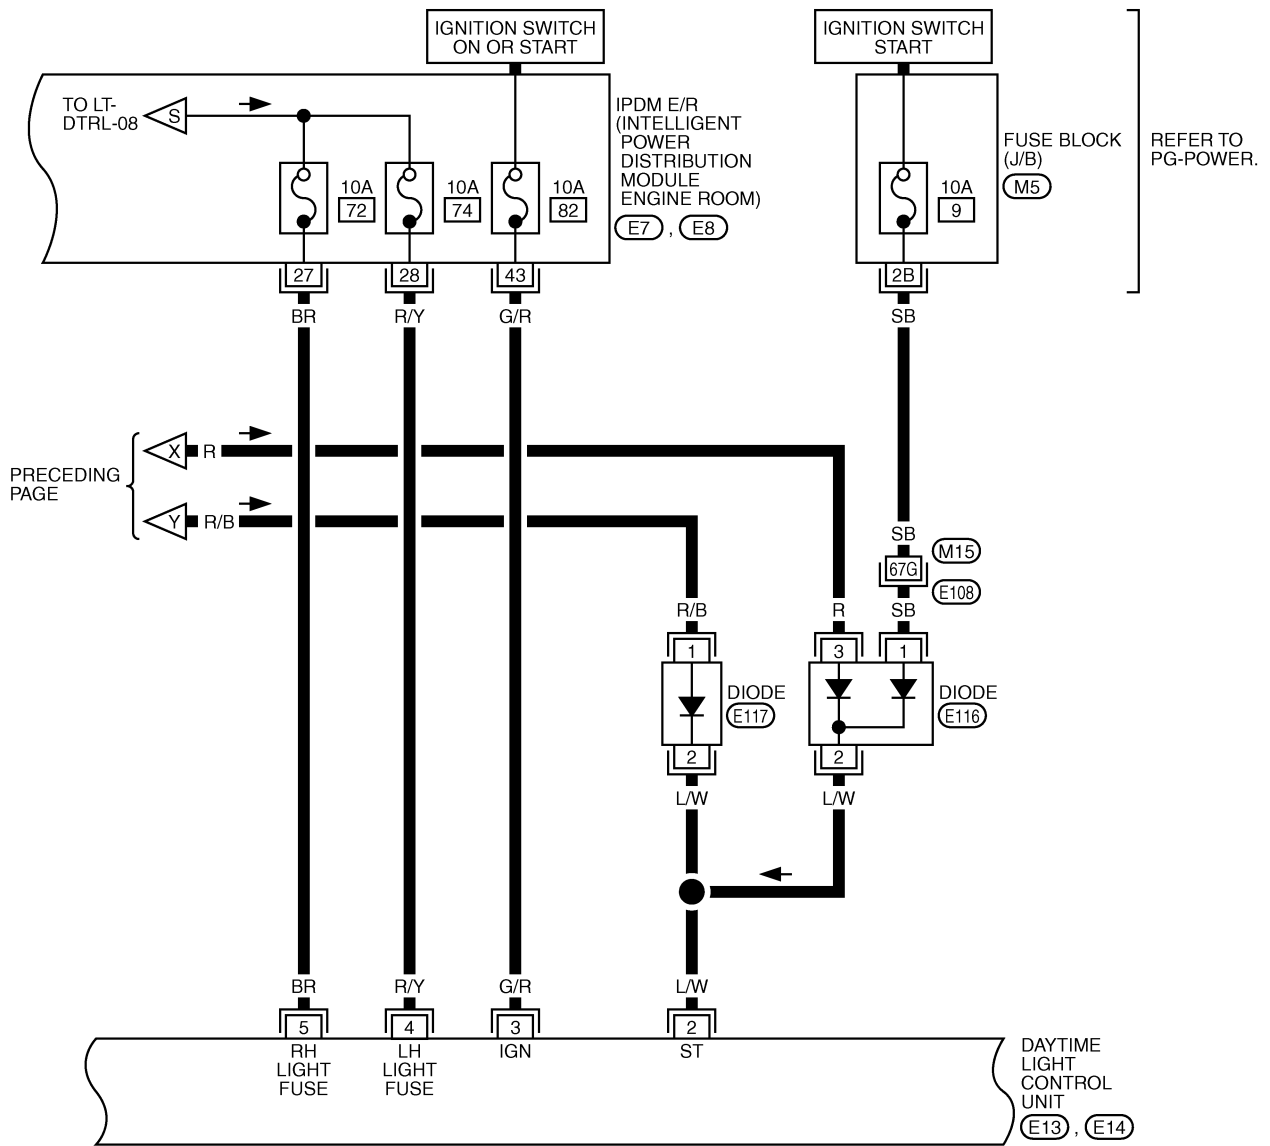 IGNITION SWITCH
ON OR START
IGNITION SWITCH
START
TO LT-
DTRL-08
S
IPDM E/R
(INTELLIGENT
POWER
DISTRIBUTION
MODULE
ENGINE ROOM)
E7 , E8
FUSE BLOCK
(J/B)
M5
REFER TO
PG-POWER.
10A
72
10A
74
10A
82
10A
9
27
28
43
2B
BR
R/Y
G/R
SB
PRECEDING
PAGE
X
R
Y
R/B
SB
M15
67G
E108
R/B
R
SB
1
3
1
DIODE
E117
DIODE
E116
2
2
L/W
L/W
BR
R/Y
G/R
L/W
5
4
3
2
RH
LIGHT
FUSE
LH
LIGHT
FUSE
IGN
ST
DAYTIME
LIGHT
CONTROL
UNIT
E13 , E14